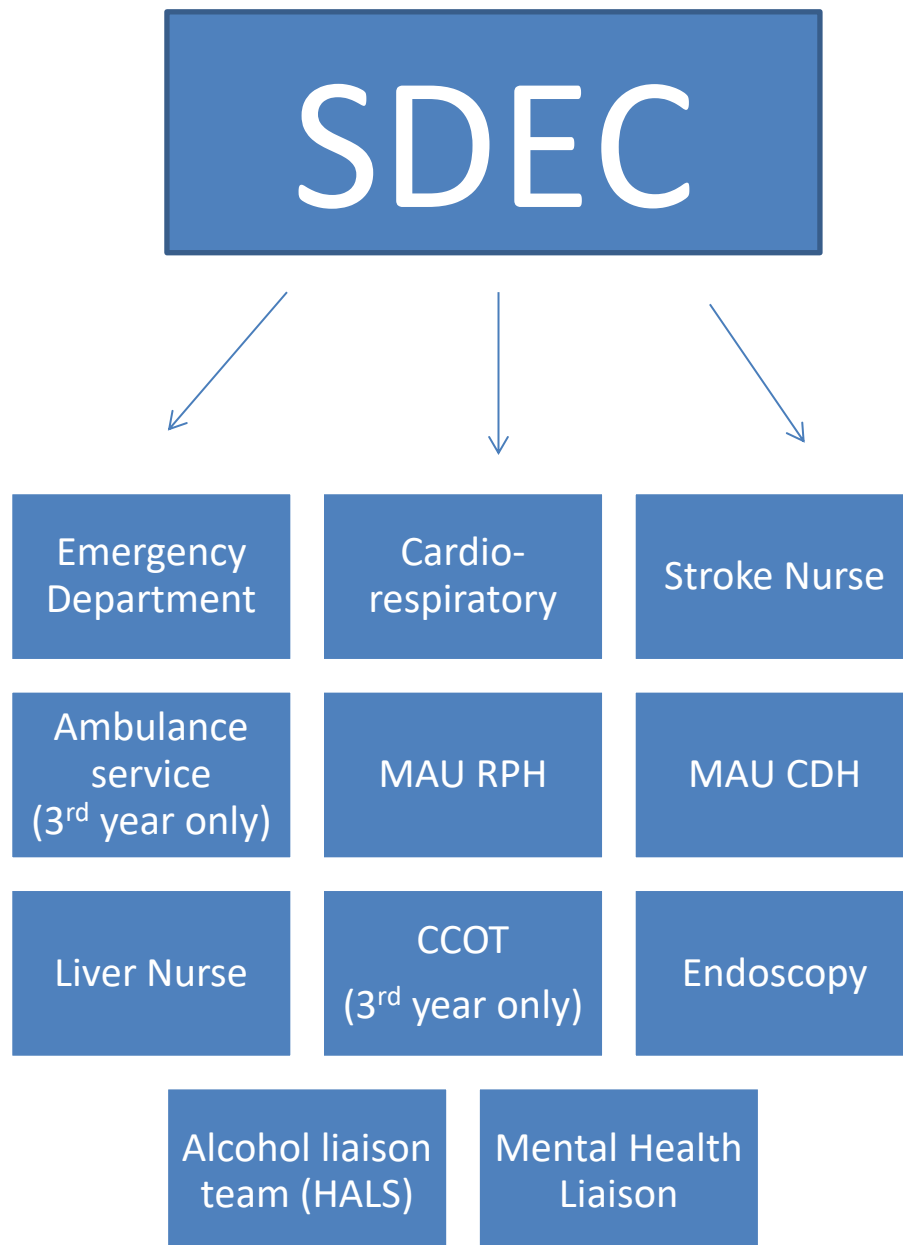 SDEC
Emergency
Department
Cardio-
respiratory
Stroke Nurse
Ambulance
service
(3rd year only)
MAU RPH
MAU CDH
Liver Nurse
CCOT
(3rd year only)
Endoscopy
Alcohol liaison
team (HALS)
Mental Health
Liaison